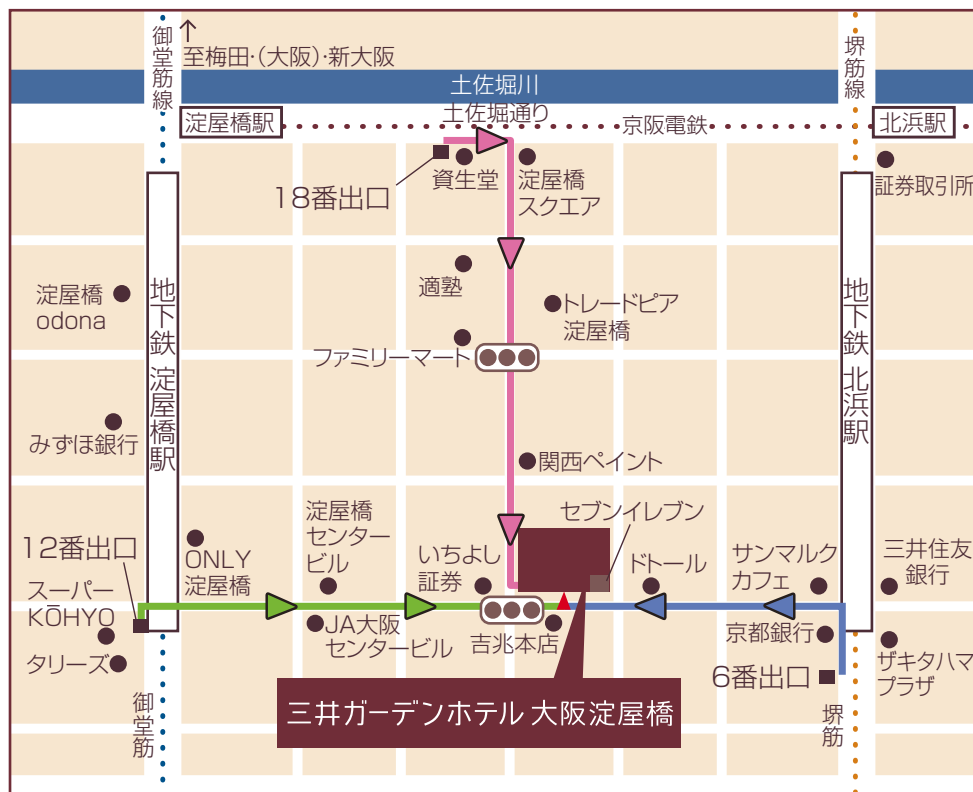 御堂筋線
↑
至梅田・(大阪)・新大阪
堺筋線
土佐堀川
土佐堀通り
淀屋橋駅
京阪電鉄
北浜駅
18番出口
資生堂
淀屋橋
スクエア
証券取引所
適塾
淀屋橋
odona
地下鉄 淀屋橋駅
トレードピア
淀屋橋
地下鉄 北浜駅
ファミリーマート
みずほ銀行
関西ペイント
セブンイレブン
12番出口
ONLY
淀屋橋
淀屋橋
センター
ビル
いちよし
証券
ドトール
サンマルク
カフェ
三井住友
銀行
スーパー
KŌHYO
タリーズ
JA大阪
センタービル
吉兆本店
京都銀行
6番出口
ザキタハマ
プラザ
三井ガーデンホテル 大阪淀屋橋
御堂筋
堺筋